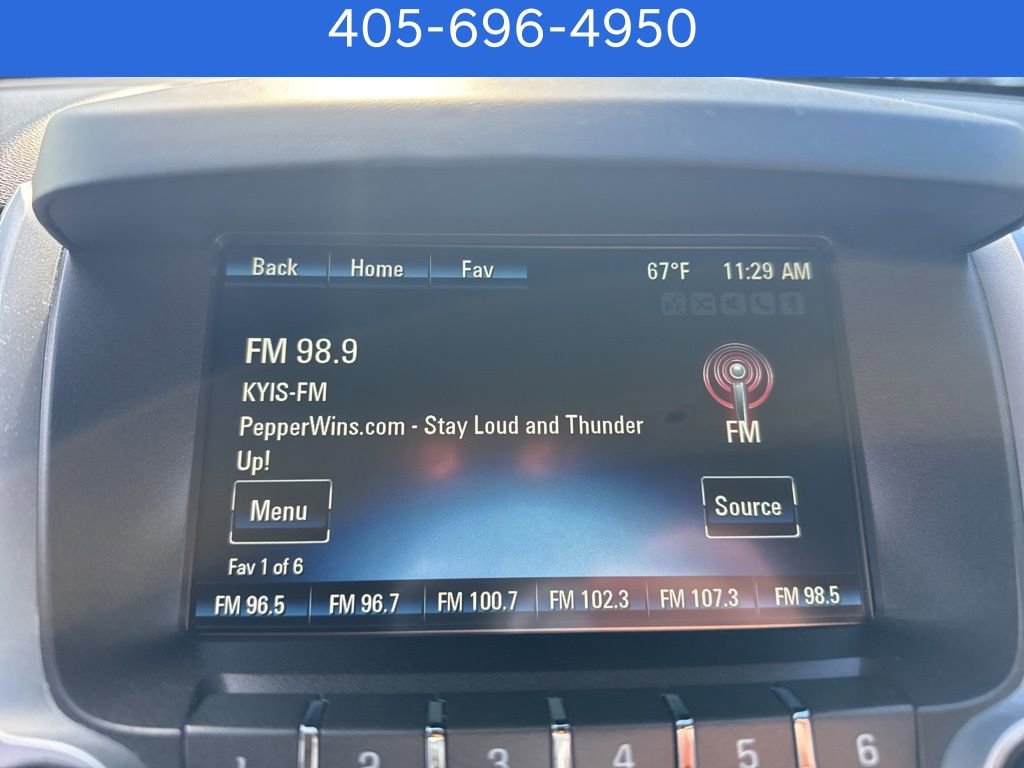 405-696-4950
Back Home Fav 67°F 11:29 AM
FM 98.9
KYIS-FM
PepperWins.com - Stay Loud and Thunder
Up!
FM
Menu
Source
Fav 1 of 6
FM 96.5 FM 96.7 FM 100.7 FM 102.3 FM 107.3 FM 98.5
1 2 3 4 5 6